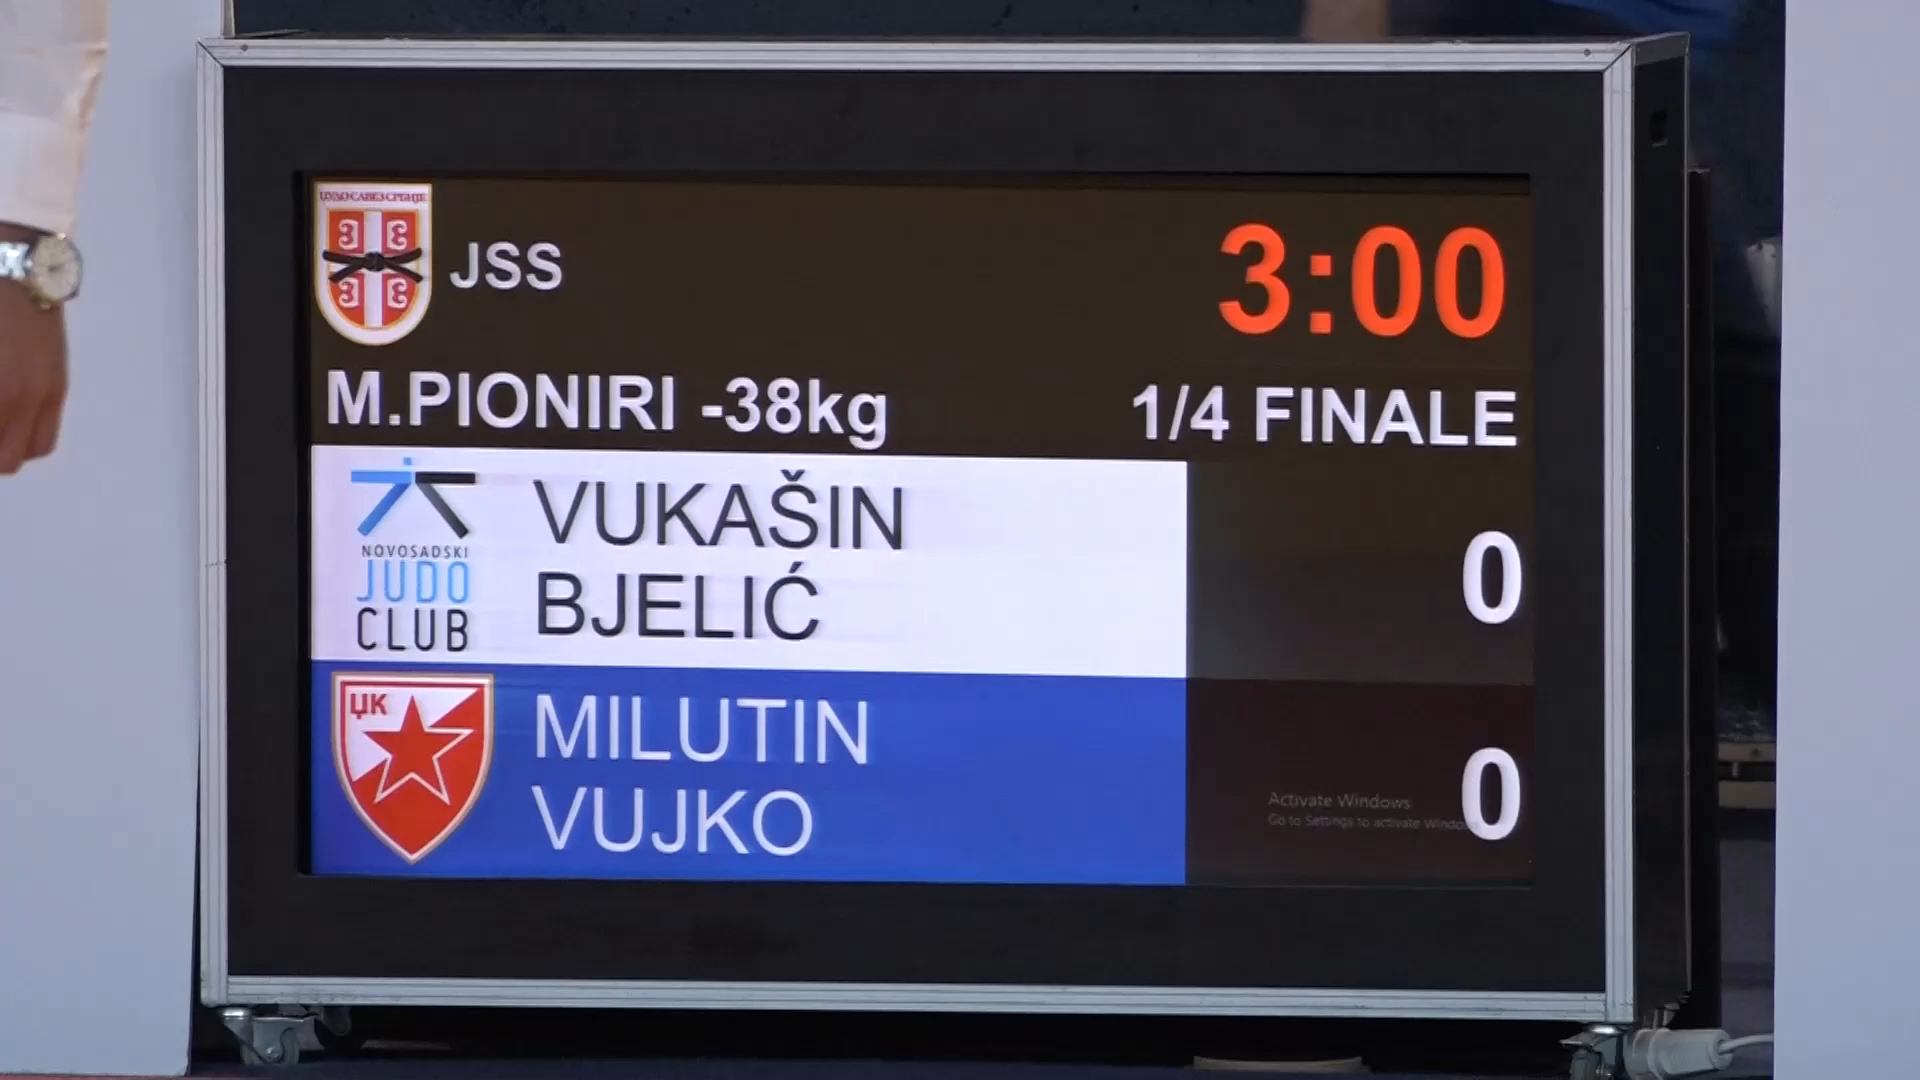 ЏУДО САВЕЗ СРБИЈЕ
JSS
3:00
M.PIONIRI -38kg
1/4 FINALE
NOVOSADSKI
JUDO
CLUB
VUKAŠIN
BJELIĆ
0
ЏК
MILUTIN
VUJKO
0
Activate Windows
Go to Settings to activate Windows